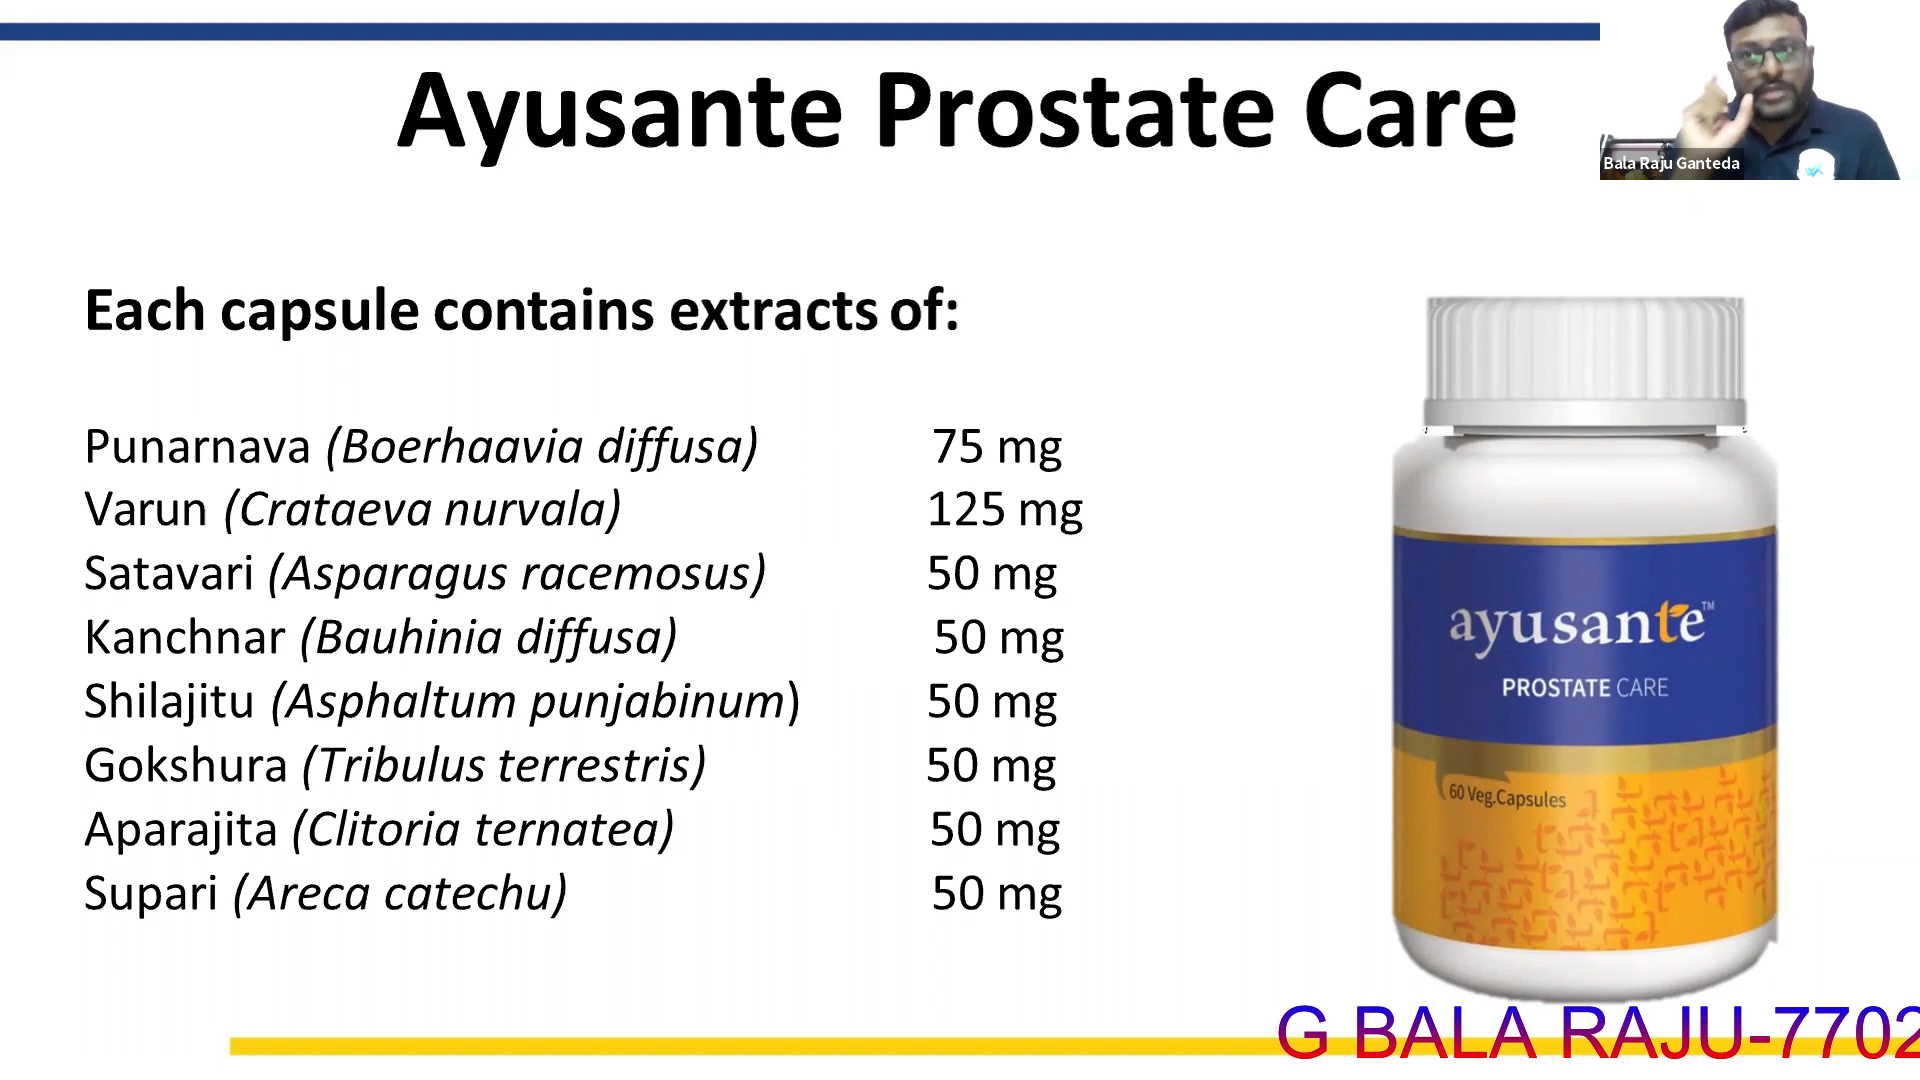 Ayusante Prostate Care
Bala Raju Ganteda
Each capsule contains extracts of:
Punarnava (Boerhaavia diffusa) 75 mg
Varun (Crataeva nurvala) 125 mg
Satavari (Asparagus racemosus) 50 mg
Kanchnar (Bauhinia diffusa) 50 mg
Shilajitu (Asphaltum punjabinum) 50 mg
Gokshura (Tribulus terrestris) 50 mg
Aparajita (Clitoria ternatea) 50 mg
Supari (Areca catechu) 50 mg
ayusante™
PROSTATE CARE
60 Veg.Capsules
G BALA RAJU-7702